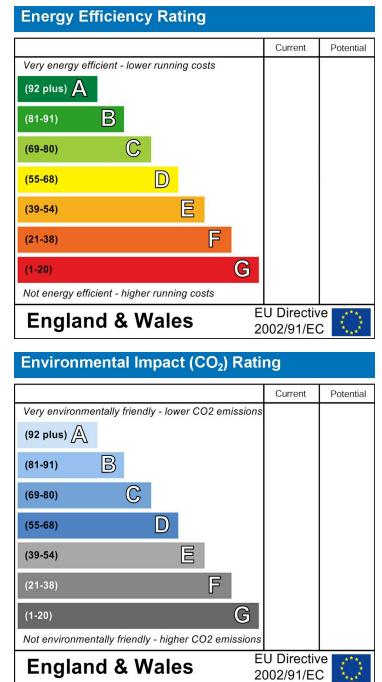 Energy Efficiency Rating
Current Potential
Very energy efficient - lower running costs
(92 plus) A
(81-91) B
(69-80) C
(55-68) D
(39-54) E
(21-38) F
(1-20) G
Not energy efficient - higher running costs
England & Wales EU Directive
2002/91/EC
Environmental Impact (CO₂) Rating
Current Potential
Very environmentally friendly - lower CO2 emissions
(92 plus) A
(81-91) B
(69-80) C
(55-68) D
(39-54) E
(21-38) F
(1-20) G
Not environmentally friendly - higher CO2 emissions
England & Wales EU Directive
2002/91/EC